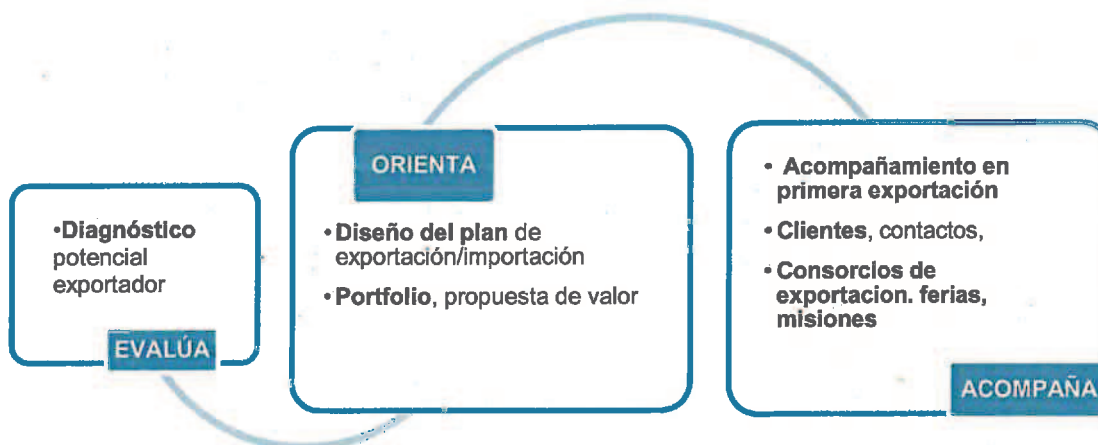 •Diagnóstico
potencial
exportador
EVALÚA
ORIENTA
•Diseño del plan de
exportación/importación
•Portfolio, propuesta de valor
• Acompañamiento en
primera exportación
•Clientes, contactos,
•Consorcios de
exportacion. ferias,
misiones
ACOMPAÑA